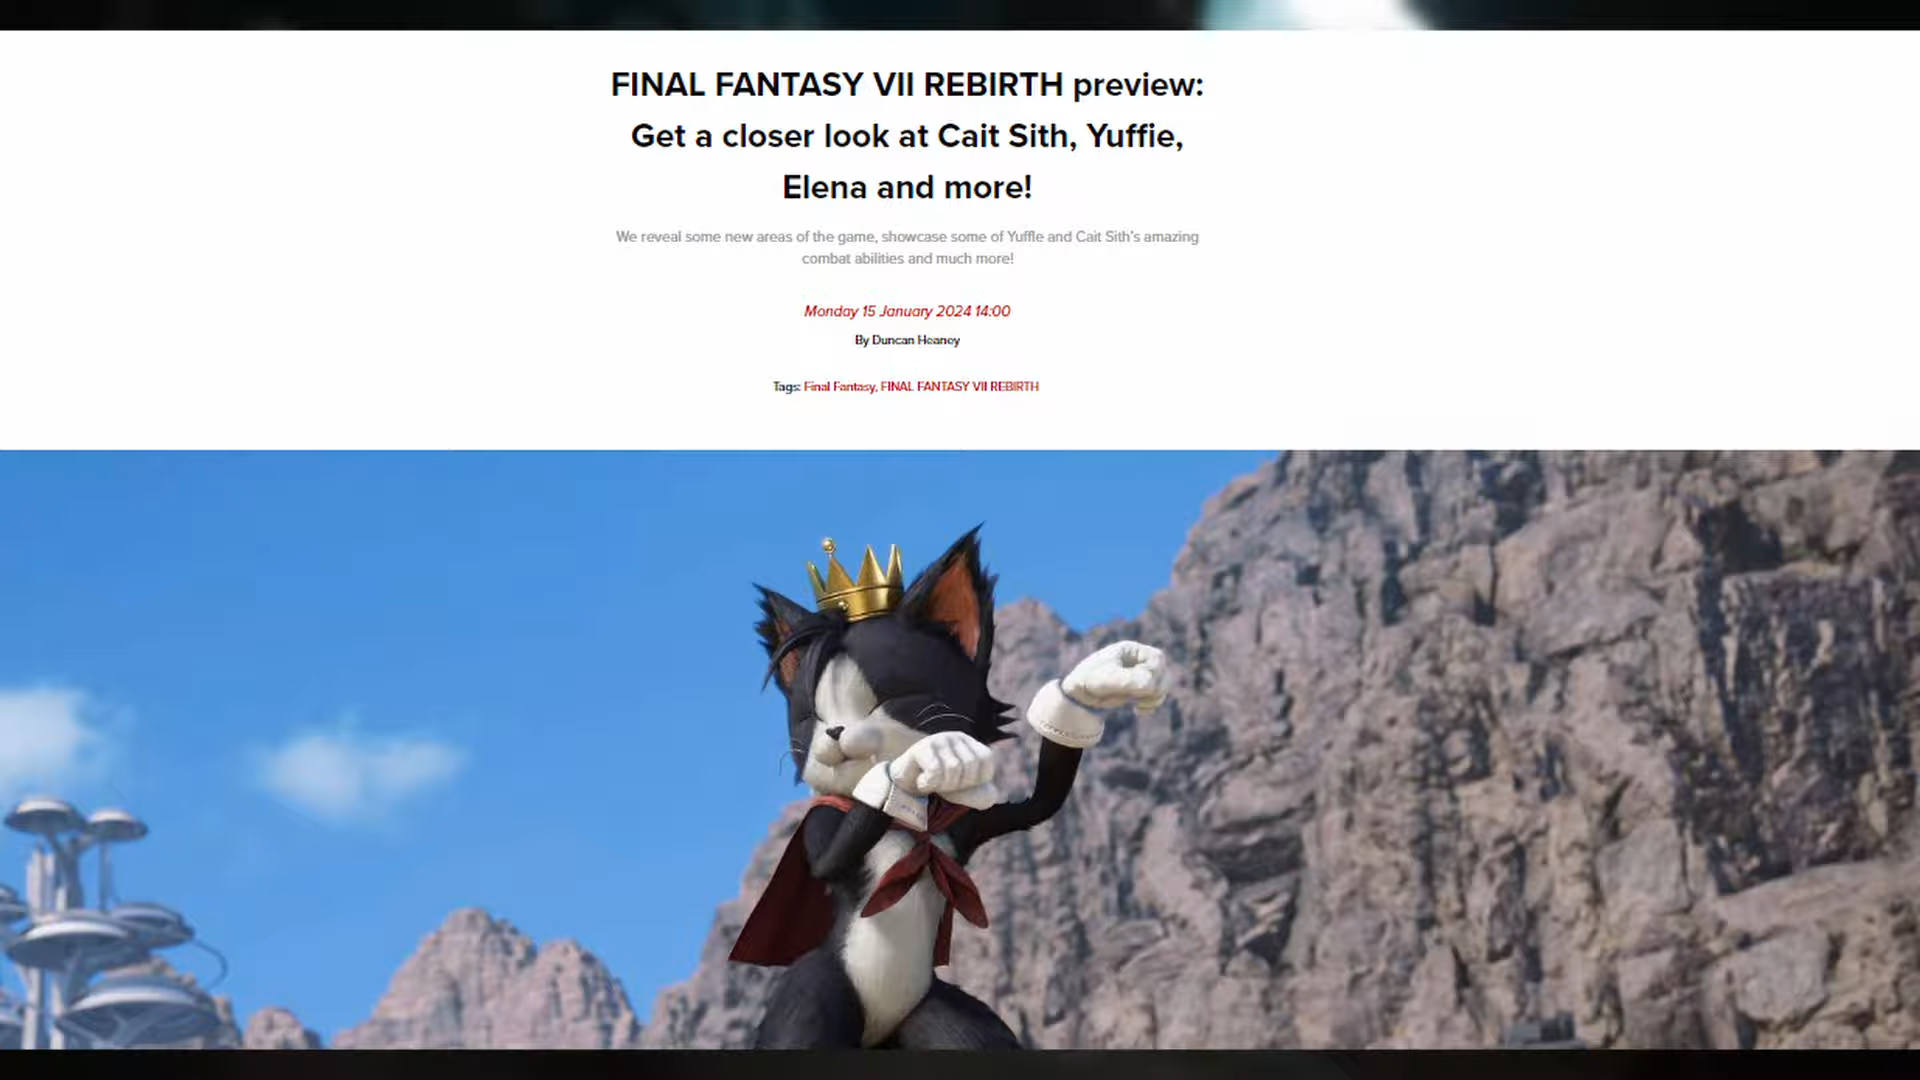 FINAL FANTASY VII REBIRTH preview:
Get a closer look at Cait Sith, Yuffie,
Elena and more!
We reveal some new areas of the game, showcase some of Yuffie and Cait Sith's amazing
combat abilities and much more!
Monday 15 January 2024 14:00
By Duncan Heaney
Tags: Final Fantasy, FINAL FANTASY VII REBIRTH